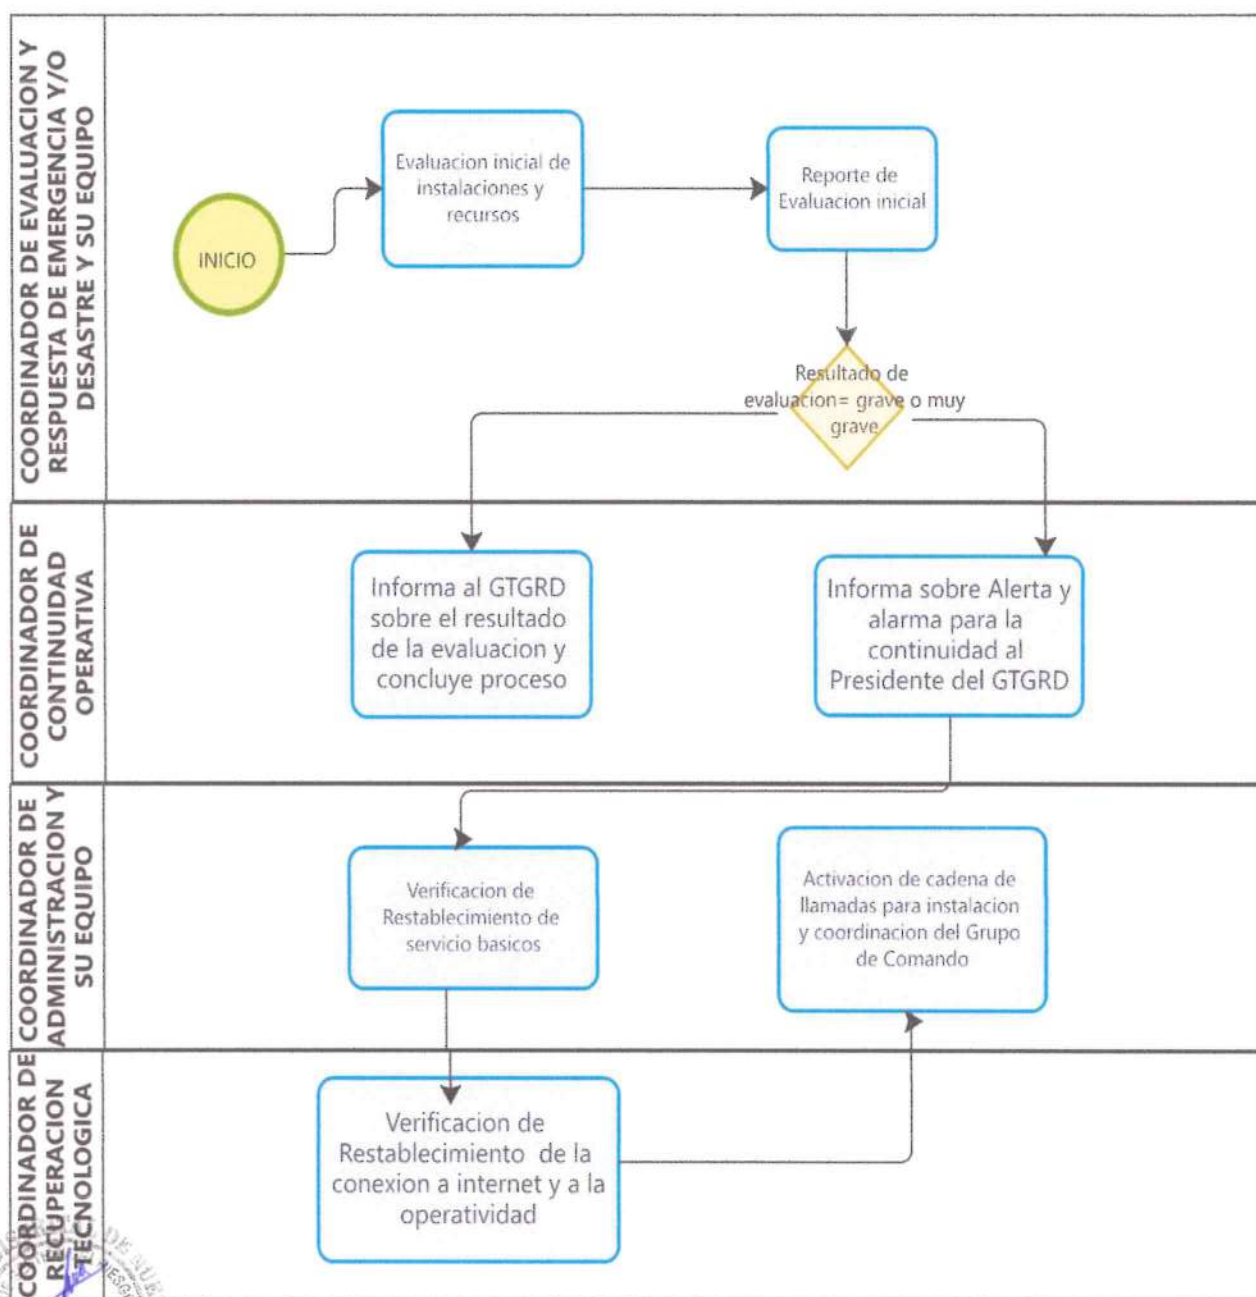 COORDINADOR DE EVALUACION Y
RESPUESTA DE EMERGENCIA Y/O
DESASTRE Y SU EQUIPO
INICIO
Evaluacion inicial de
instalaciones y
recursos
Reporte de
Evaluacion inicial
Resultado de
evaluacion= grave o muy
grave
COORDINADOR DE
CONTINUIDAD
OPERATIVA
Informa al GTGRD
sobre el resultado
de la evaluacion y
concluye proceso
Informa sobre Alerta y
alarma para la
continuidad al
Presidente del GTGRD
COORDINADOR DE
ADMINISTRACION Y
SU EQUIPO
Verificacion de
Restablecimiento de
servicio basicos
Activacion de cadena de
llamadas para instalacion
y coordinacion del Grupo
de Comando
COORDINADOR DE
RECUPERACION
TECNOLOGICA
Verificacion de
Restablecimiento de la
conexion a internet y a la
operatividad